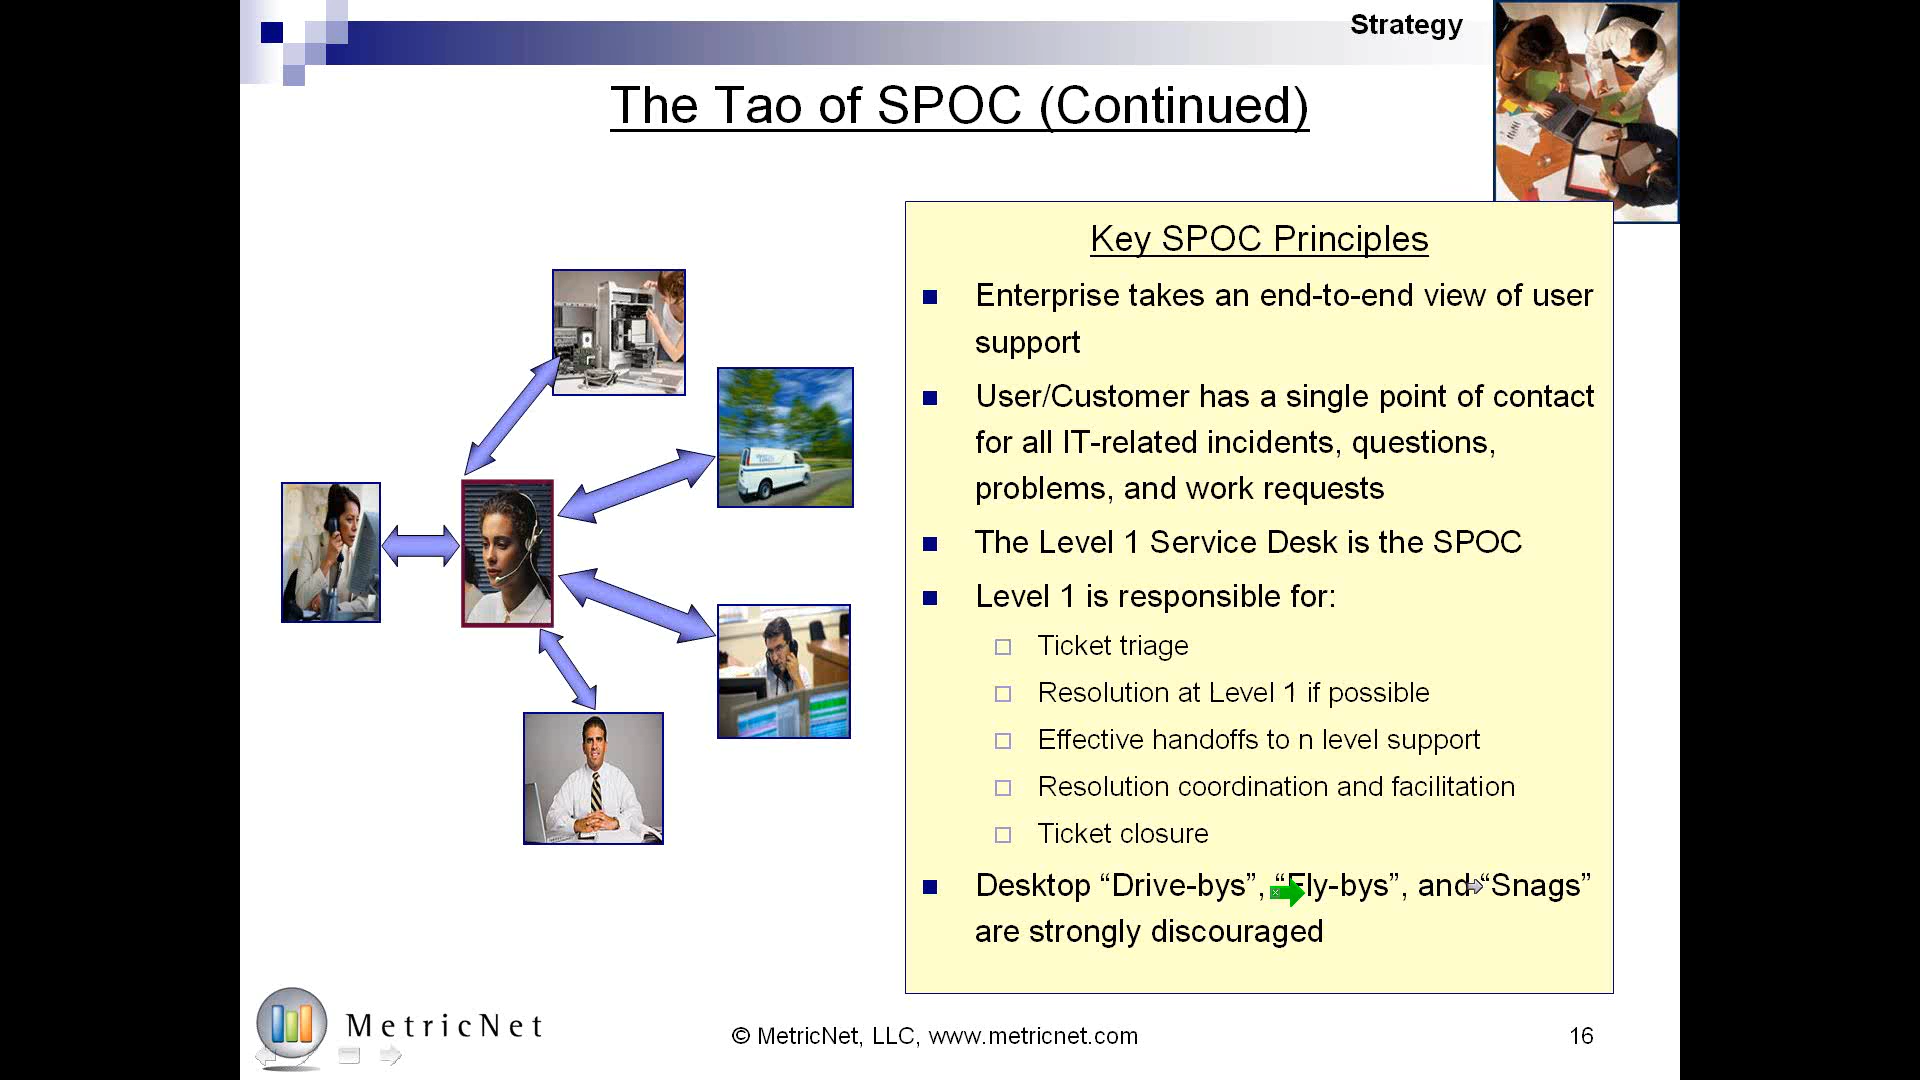 Strategy
The Tao of SPOC (Continued)
Key SPOC Principles
Enterprise takes an end-to-end view of user
support
User/Customer has a single point of contact
for all IT-related incidents, questions,
problems, and work requests
The Level 1 Service Desk is the SPOC
Level 1 is responsible for:
Ticket triage
Resolution at Level 1 if possible
Effective handoffs to n level support
Resolution coordination and facilitation
Ticket closure
Desktop “Drive-bys”, “Fly-bys”, and “Snags”
are strongly discouraged
MetricNet
© MetricNet, LLC, www.metricnet.com
16